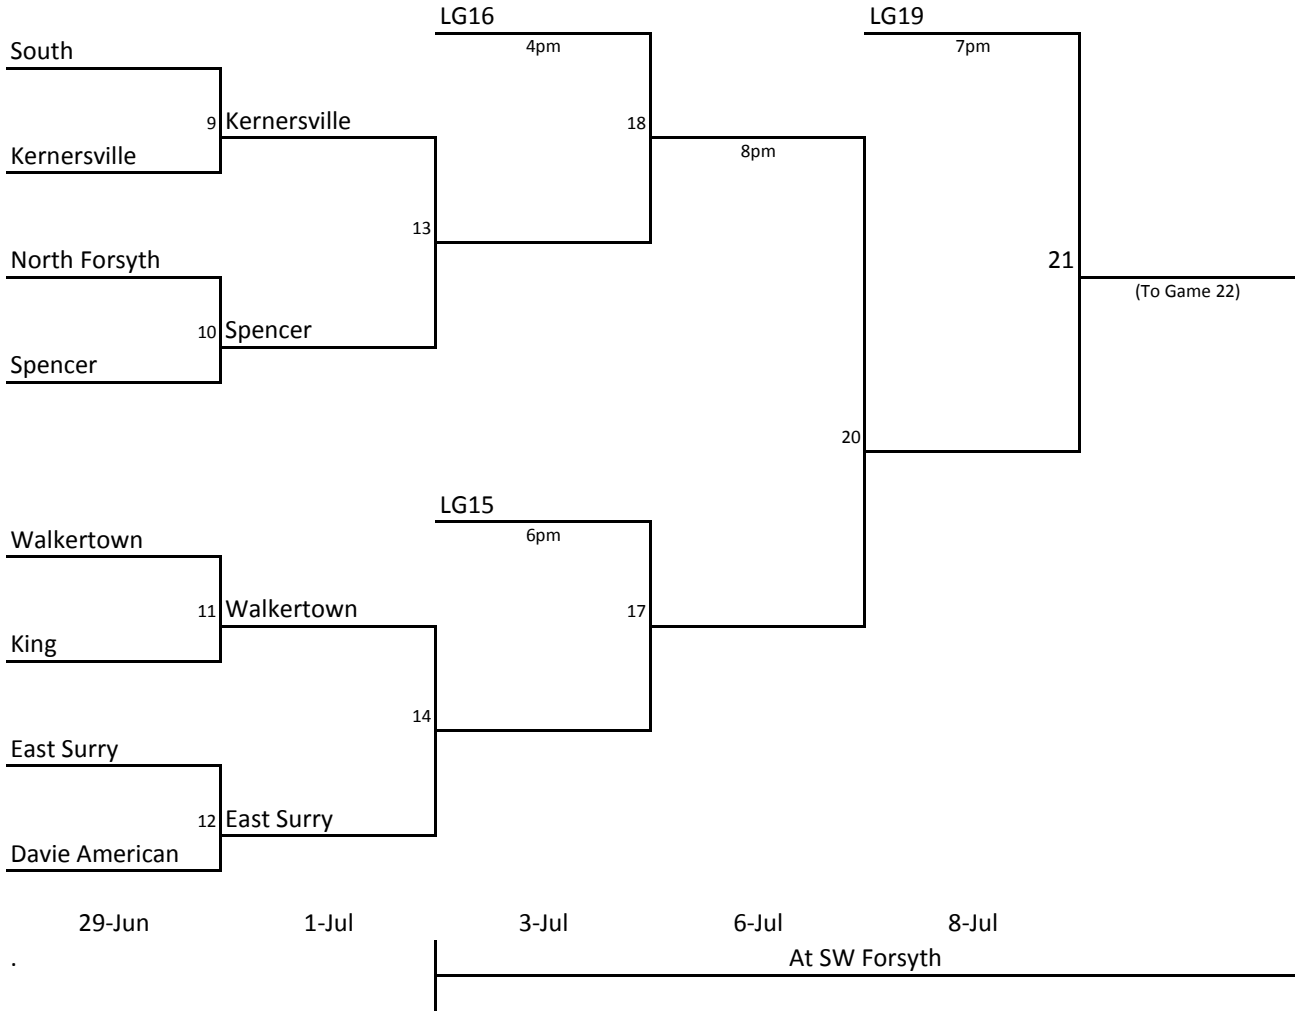 LG16
LG19
4pm
7pm
South
9
Kernersville
18
8pm
Kernersville
13
North Forsyth
21
(To Game 22)
10
Spencer
Spencer
20
LG15
6pm
Walkertown
11
Walkertown
17
King
14
East Surry
12
East Surry
Davie American
29-Jun
1-Jul
3-Jul
6-Jul
8-Jul
.
At SW Forsyth